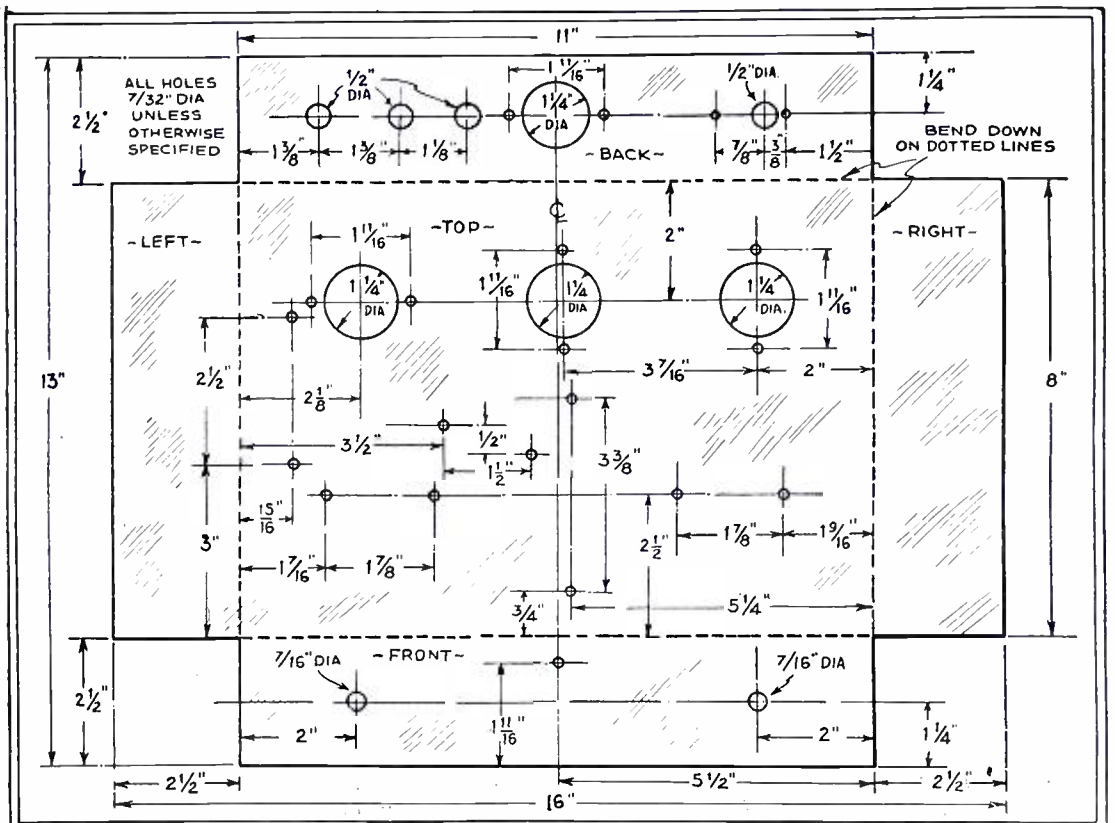 11"
ALL HOLES
7/32" DIA
UNLESS
OTHERWISE
SPECIFIED
2 1/2"
1/2"
DIA
1 11/16"
1 1/4"
DIA
1/2" DIA.
1 1/4"
BEND DOWN
ON DOTTED LINES
1 3/8"
1 3/8"
1 1/8"
~BACK~
7/8"
3/8"
1 1/2"
~LEFT~
1 11/16"
~TOP~
℄
2"
~RIGHT~
1 1/4"
DIA
1 11/16"
1 1/4
DIA
1 1/4"
DIA.
1 11/16"
13"
2 1/2"
2 1/8"
3 7/16"
2"
8"
3 1/2"
1/2"
1 1/2"
3 3/8"
15/16"
3"
1 7/16"
1 7/8"
2 1/2"
1 7/8"
1 9/16"
3/4"
5 1/4"
7/16" DIA
~FRONT~
7/16" DIA
2 1/2"
2"
1 11/16"
2"
1 1/4"
2 1/2"
5 1/2"
2 1/2"
16"